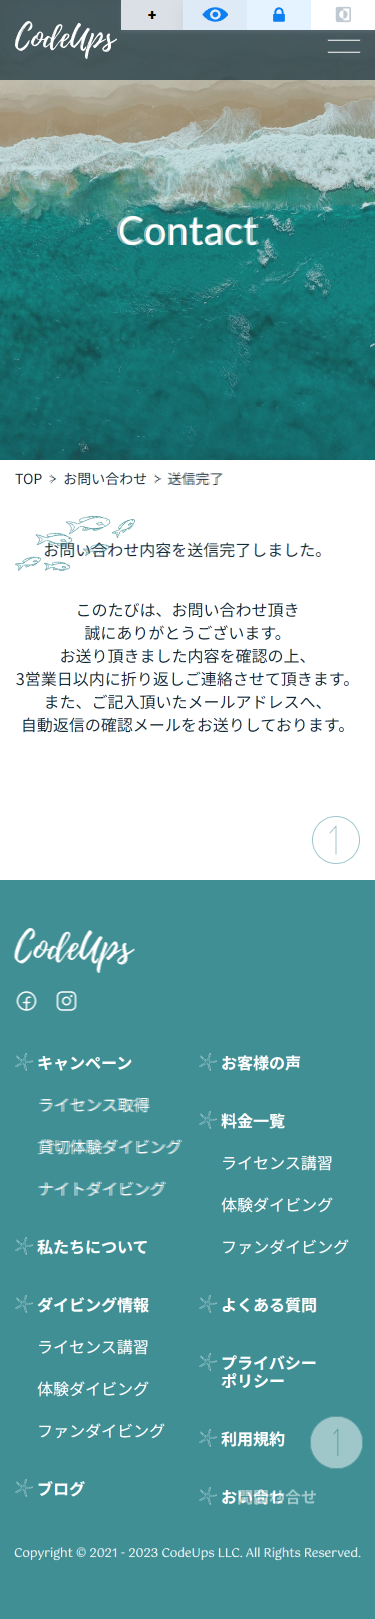 CodeUps
Contact
TOP > お問い合わせ > 送信完了
お問い合わせ内容を送信完了しました。
このたびは、お問い合わせ頂き
誠にありがとうございます。
お送り頂きました内容を確認の上、
3営業日以内に折り返しご連絡させて頂きます。
また、ご記入頂いたメールアドレスへ、
自動返信の確認メールをお送りしております。
CodeUps
キャンペーン
ライセンス取得
貸切体験ダイビング
ナイトダイビング
私たちについて
ダイビング情報
ライセンス講習
体験ダイビング
ファンダイビング
ブログ
お客様の声
料金一覧
ライセンス講習
体験ダイビング
ファンダイビング
よくある質問
プライバシー
ポリシー
利用規約
Copyright © 2021 - 2023 CodeUps LLC. All Rights Reserved.